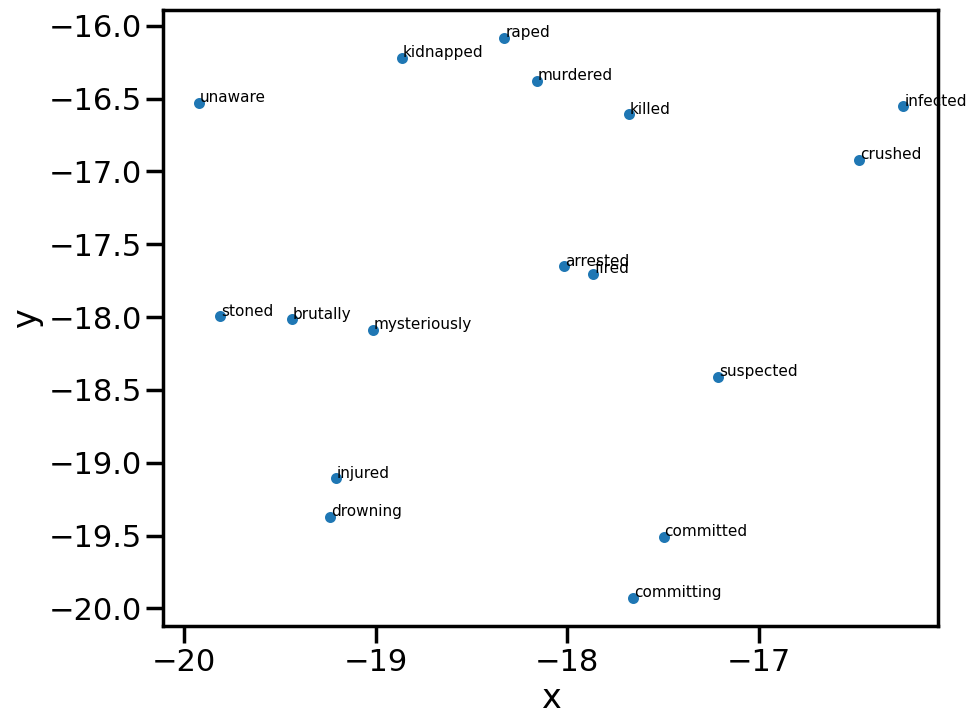 −16.0
−16.5
−17.0
−17.5
−18.0
−18.5
−19.0
−19.5
−20.0
y
raped
kidnapped
murdered
unaware
killed
infected
crushed
arrested
fired
stoned
brutally
mysteriously
suspected
injured
drowning
committed
committing
−20
−19
−18
−17
x